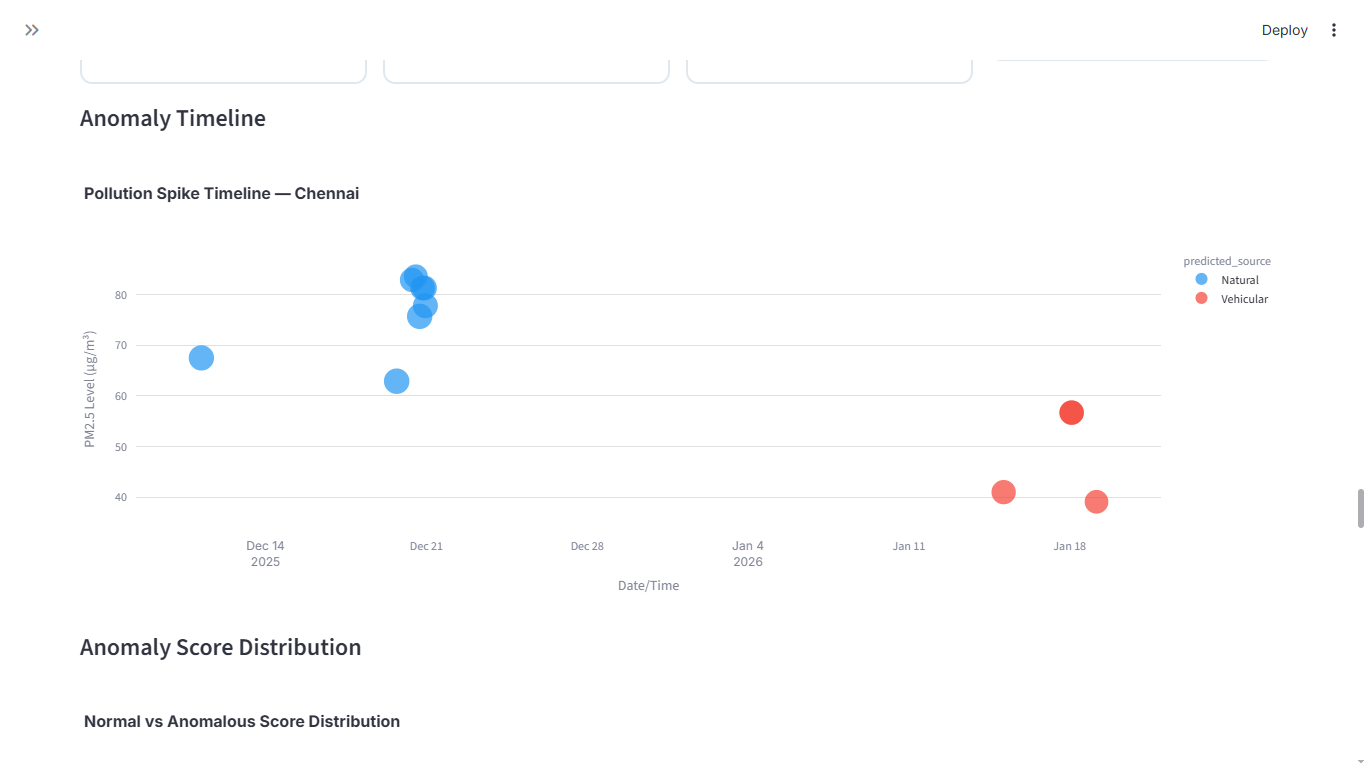 Deploy
Anomaly Timeline
Pollution Spike Timeline — Chennai
predicted_source
Natural
Vehicular
PM2.5 Level (µg/m³)
80
70
60
50
40
Dec 14
2025
Dec 21
Dec 28
Jan 4
2026
Jan 11
Jan 18
Date/Time
Anomaly Score Distribution
Normal vs Anomalous Score Distribution